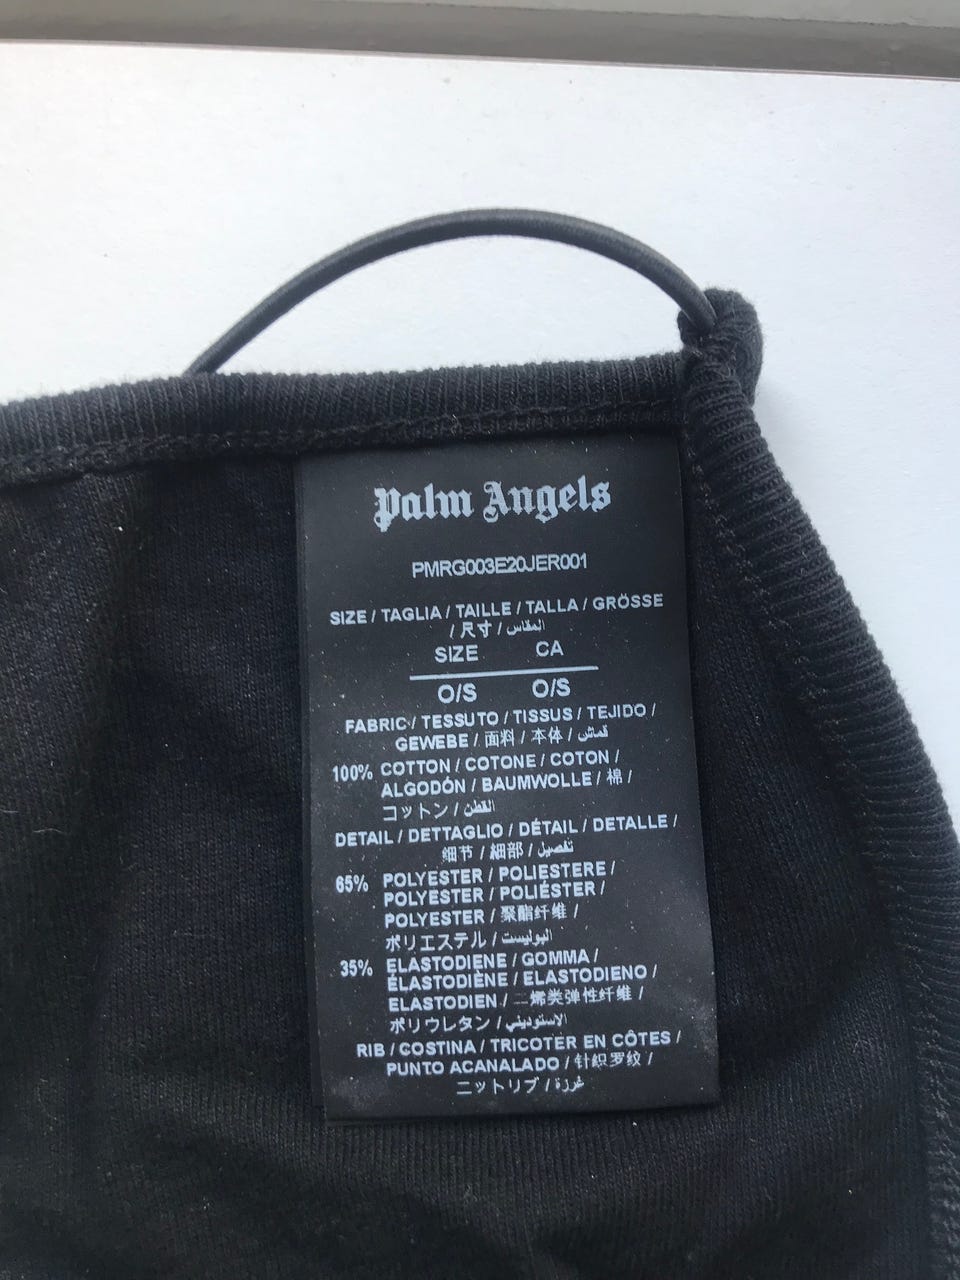 Palm Angels
PMRG003E20JER001
SIZE / TAGLIA / TAILLE / TALLA / GRÖSSE
/ 尺寸 / المقاس
SIZE CA
O/S O/S
FABRIC / TESSUTO / TISSUS / TEJIDO /
GEWEBE / 面料 / 本体 / قماش
100% COTTON / COTONE / COTON /
ALGODÓN / BAUMWOLLE / 棉 /
コットン / القطن
DETAIL / DETTAGLIO / DÉTAIL / DETALLE /
细节 / 細部 / تفصيل
65% POLYESTER / POLIESTERE /
POLYESTER / POLIÉSTER /
POLYESTER / 聚酯纤维 /
ポリエステル / البوليست
35% ELASTODIENE / GOMMA /
ÉLASTODIÈNE / ELASTODIENO /
ELASTODIEN / 二烯类弹性纤维 /
ポリウレタン / الاستوديني
RIB / COSTINA / TRICOTER EN CÔTES /
PUNTO ACANALADO / 针织罗纹 /
ニットリブ / غرزة